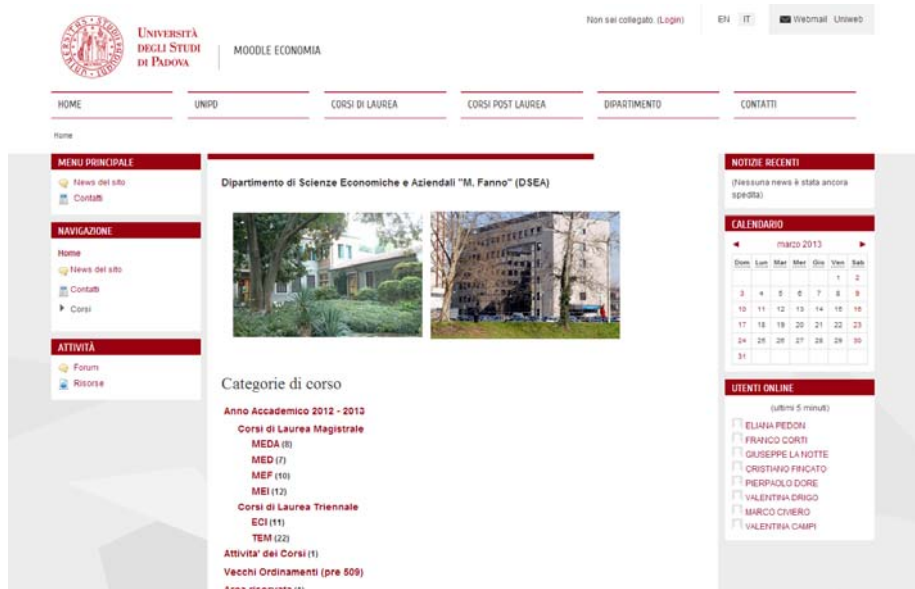 UNIVERSITÀ
DEGLI STUDI
DI PADOVA
MOODLE ECONOMIA
Non sei collegato. (Login)
EN IT
Webmail Uniweb
HOME UNIPD CORSI DI LAUREA CORSI POST LAUREA DIPARTIMENTO CONTATTI
Home
MENU PRINCIPALE
News del sito
Contatti
NAVIGAZIONE
Home
News del sito
Contatti
Corsi
ATTIVITÀ
Forum
Risorse
Dipartimento di Scienze Economiche e Aziendali "M. Fanno" (DSEA)
Categorie di corso
Anno Accademico 2012 - 2013
Corsi di Laurea Magistrale
MEDA (8)
MED (7)
MEF (10)
MEI (12)
Corsi di Laurea Triennale
ECI (11)
TEM (22)
Attivita' dei Corsi (1)
Vecchi Ordinamenti (pre 509)
NOTIZIE RECENTI
(Nessuna news è stata ancora
spedita)
CALENDARIO
marzo 2013
Dom Lun Mar Mer Gio Ven Sab
1 2
3 4 5 6 7 8 9
10 11 12 13 14 15 16
17 18 19 20 21 22 23
24 25 26 27 28 29 30
31
UTENTI ONLINE
(ultimi 5 minuti)
ELIANA PEDON
FRANCO CORTI
GIUSEPPE LA NOTTE
CRISTIANO FINCATO
PIERPAOLO DORE
VALENTINA DRIGO
MARCO CIVIERO
VALENTINA CAMPI